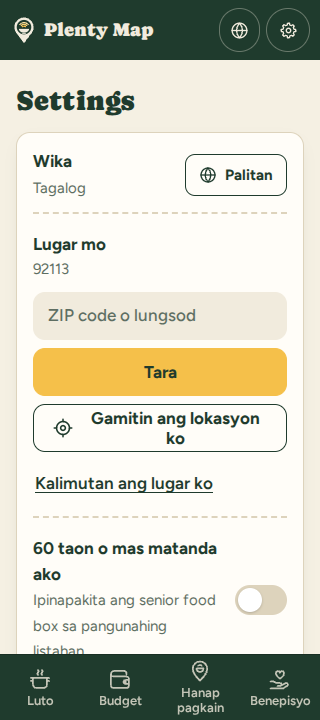 Plenty Map
Settings
Wika
Tagalog
Palitan
Lugar mo
92113
ZIP code o lungsod
Tara
Gamitin ang lokasyon
ko
Kalimutan ang lugar ko
60 taon o mas matanda
ako
Ipinapakita ang senior food
box sa pangunahing
listahan
Luto
Budget
Hanap
pagkain
Benepisyo